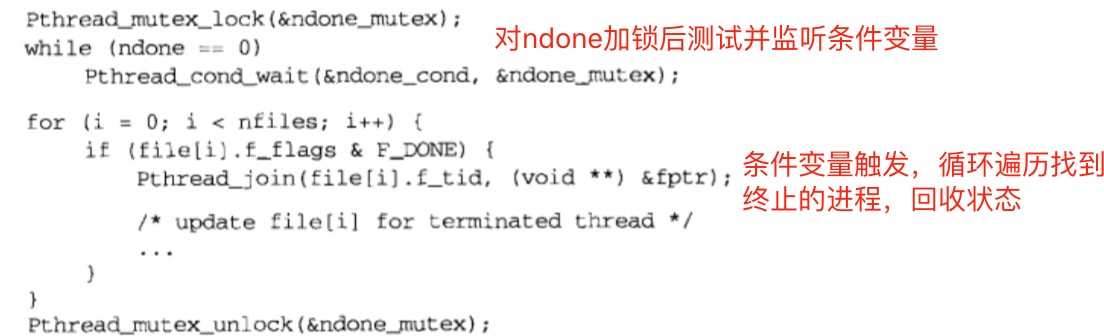 Pthread_mutex_lock(&ndone_mutex);
while (ndone == 0)
对ndone加锁后测试并监听条件变量
Pthread_cond_wait(&ndone_cond, &ndone_mutex);
for (i = 0; i < nfiles; i++) {
if (file[i].f_flags & F_DONE) {
Pthread_join(file[i].f_tid, (void **) &fptr);
条件变量触发，循环遍历找到
终止的进程，回收状态
/* update file[i] for terminated thread */
...
}
}
Pthread_mutex_unlock(&ndone_mutex);